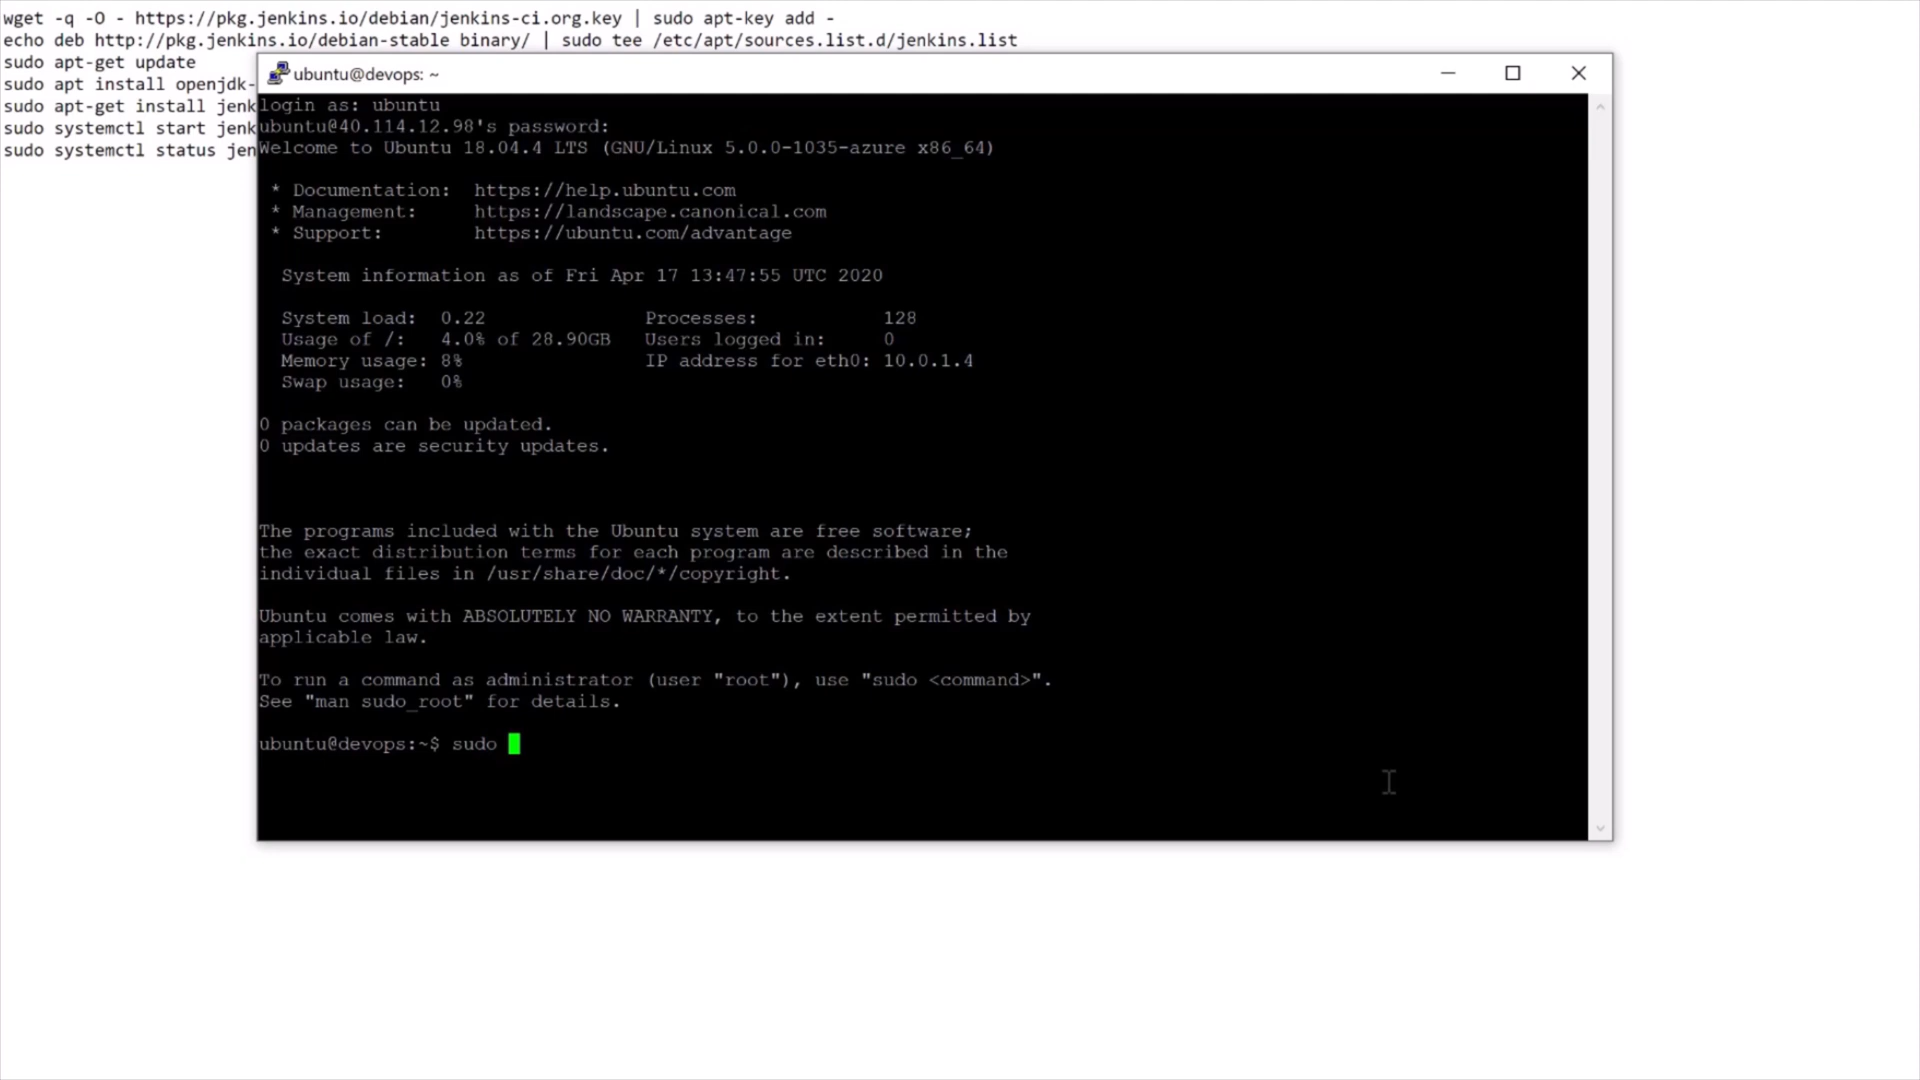 wget -q -O - https://pkg.jenkins.io/debian/jenkins-ci.org.key | sudo apt-key add -
echo deb http://pkg.jenkins.io/debian-stable binary/ | sudo tee /etc/apt/sources.list.d/jenkins.list
sudo apt-get update
sudo apt install openjdk-
sudo apt-get install jenk
sudo systemctl start jenk
sudo systemctl status jen
ubuntu@devops: ~
login as: ubuntu
ubuntu@40.114.12.98's password:
Welcome to Ubuntu 18.04.4 LTS (GNU/Linux 5.0.0-1035-azure x86_64)
* Documentation: https://help.ubuntu.com
* Management: https://landscape.canonical.com
* Support: https://ubuntu.com/advantage
System information as of Fri Apr 17 13:47:55 UTC 2020
System load: 0.22 Processes: 128
Usage of /: 4.0% of 28.90GB Users logged in: 0
Memory usage: 8% IP address for eth0: 10.0.1.4
Swap usage: 0%
0 packages can be updated.
0 updates are security updates.
The programs included with the Ubuntu system are free software;
the exact distribution terms for each program are described in the
individual files in /usr/share/doc/*/copyright.
Ubuntu comes with ABSOLUTELY NO WARRANTY, to the extent permitted by
applicable law.
To run a command as administrator (user "root"), use "sudo <command>".
See "man sudo_root" for details.
ubuntu@devops:~$ sudo